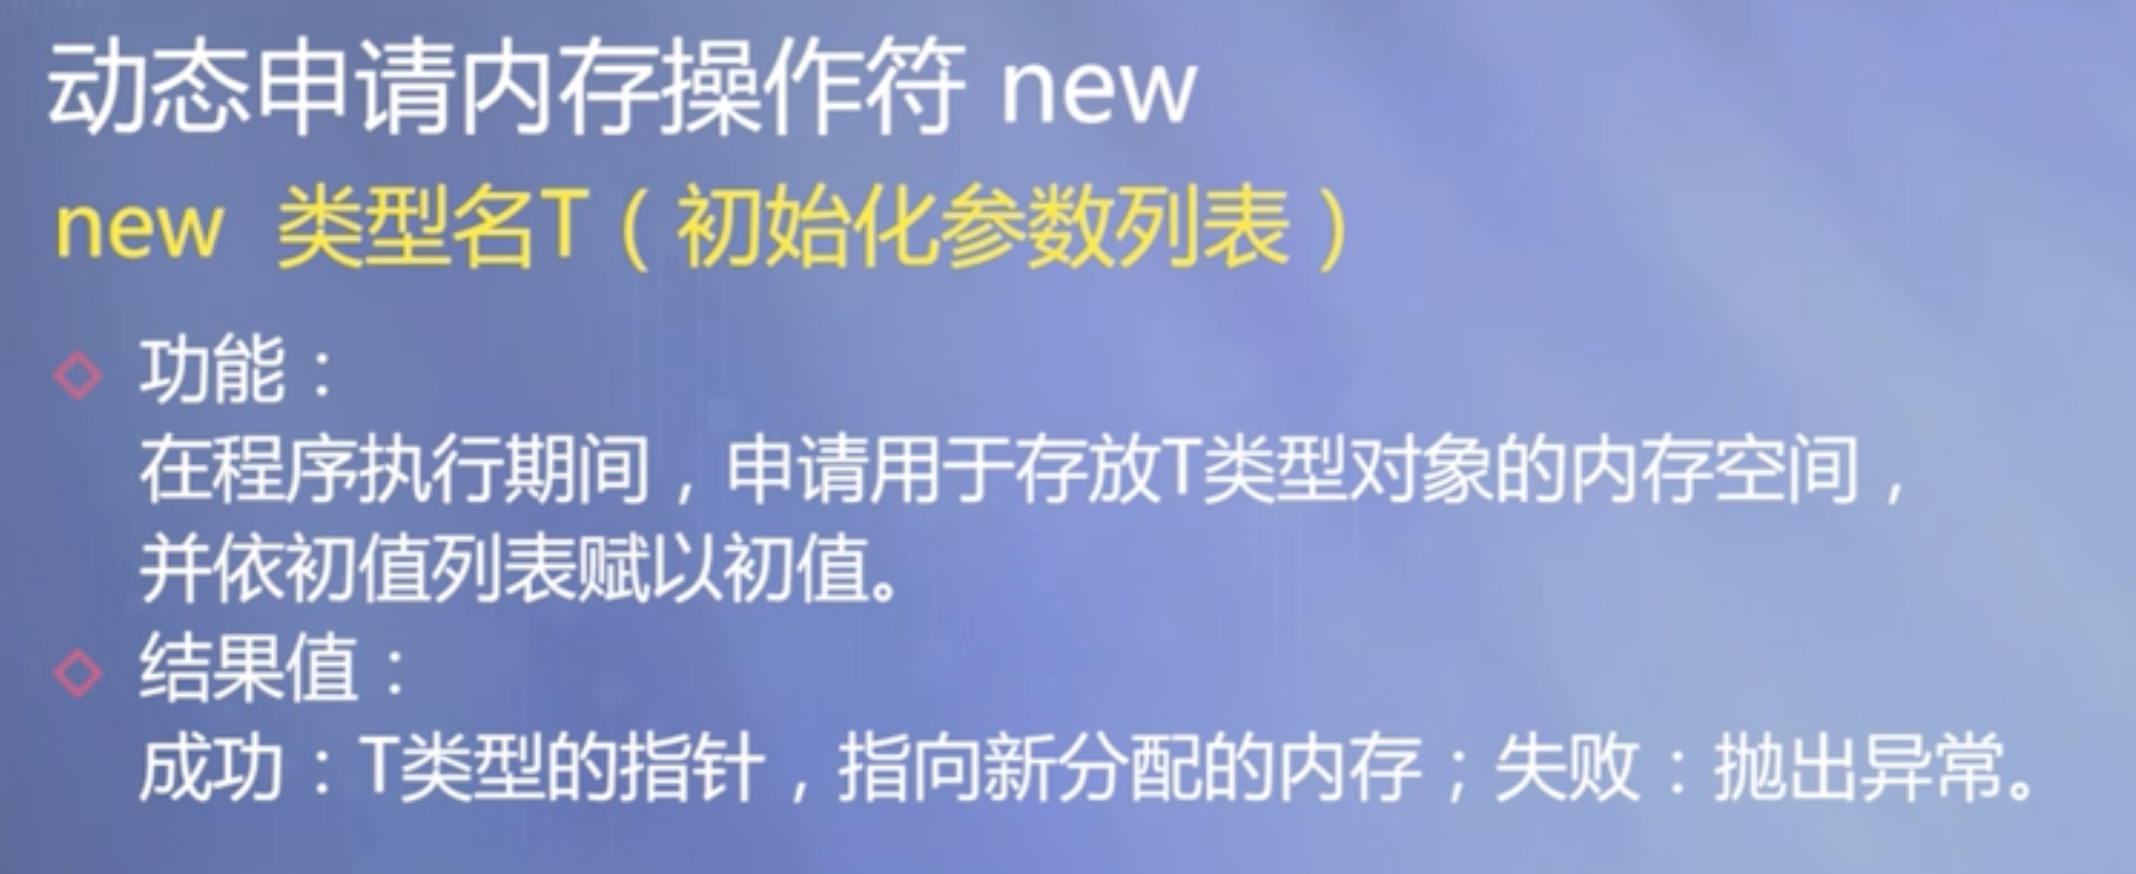 动态申请内存操作符 new
new 类型名T（初始化参数列表）
功能：
在程序执行期间，申请用于存放T类型对象的内存空间，
并依初值列表赋以初值。
结果值：
成功：T类型的指针，指向新分配的内存；失败：抛出异常。